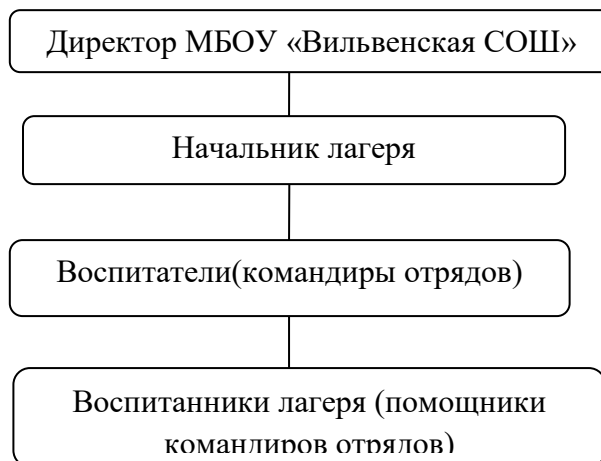 Директор МБОУ «Вильвенская СОШ»
Начальник лагеря
Воспитатели(командиры отрядов)
Воспитанники лагеря (помощники
командиров отрядов)